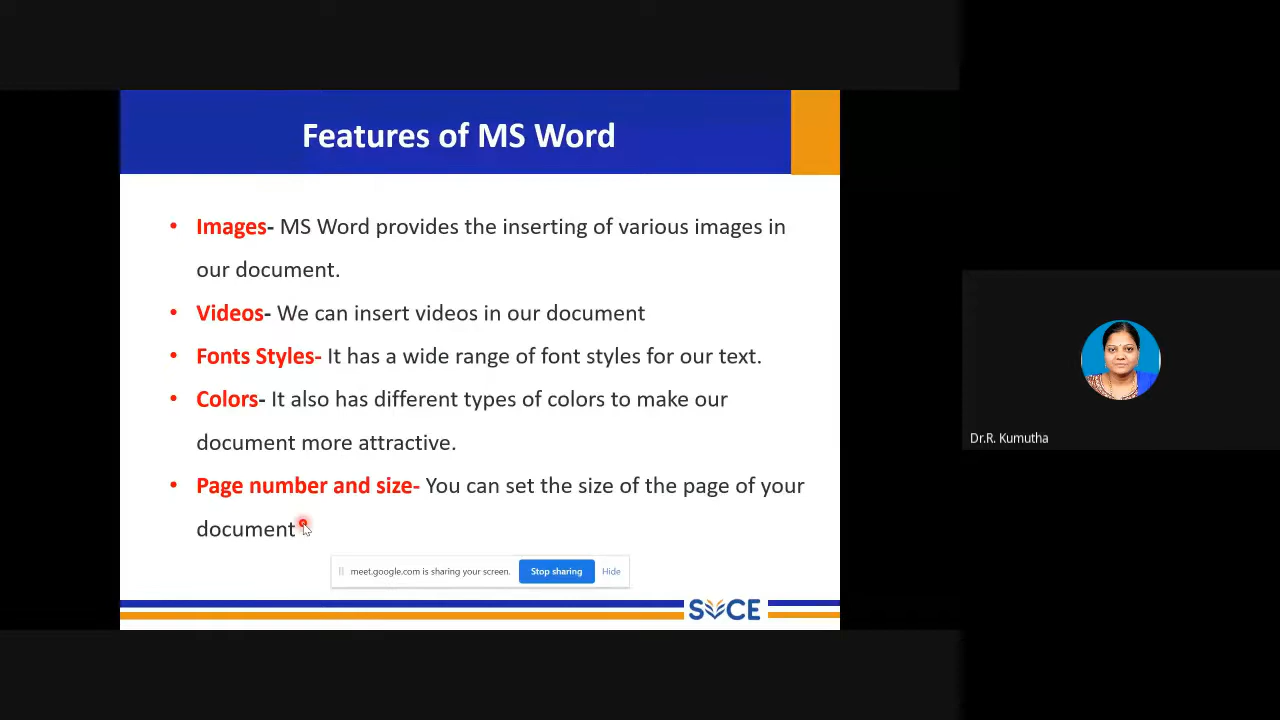 Features of MS Word
• Images- MS Word provides the inserting of various images in
our document.
• Videos- We can insert videos in our document
• Fonts Styles- It has a wide range of font styles for our text.
• Colors- It also has different types of colors to make our
document more attractive.
• Page number and size- You can set the size of the page of your
document
meet.google.com is sharing your screen. Stop sharing Hide
SVCE
Dr.R. Kumutha